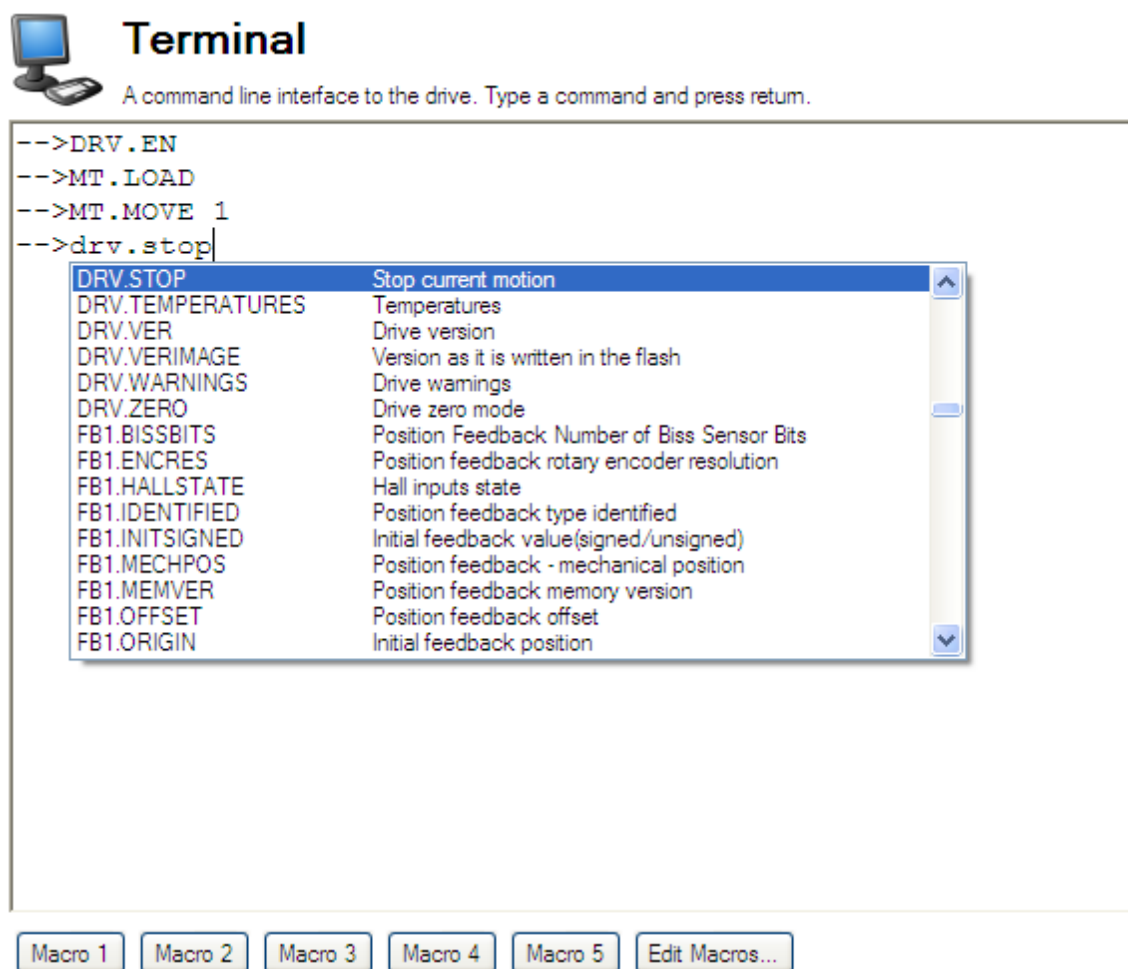 Terminal
A command line interface to the drive. Type a command and press return.
-->DRV.EN
-->MT.LOAD
-->MT.MOVE 1
-->drv.stop
DRV.STOP Stop current motion
DRV.TEMPERATURES Temperatures
DRV.VER Drive version
DRV.VERIMAGE Version as it is written in the flash
DRV.WARNINGS Drive warnings
DRV.ZERO Drive zero mode
FB1.BISSBITS Position Feedback Number of Biss Sensor Bits
FB1.ENCRES Position feedback rotary encoder resolution
FB1.HALLSTATE Hall inputs state
FB1.IDENTIFIED Position feedback type identified
FB1.INITSIGNED Initial feedback value(signed/unsigned)
FB1.MECHPOS Position feedback - mechanical position
FB1.MEMVER Position feedback memory version
FB1.OFFSET Position feedback offset
FB1.ORIGIN Initial feedback position
Macro 1 Macro 2 Macro 3 Macro 4 Macro 5 Edit Macros...